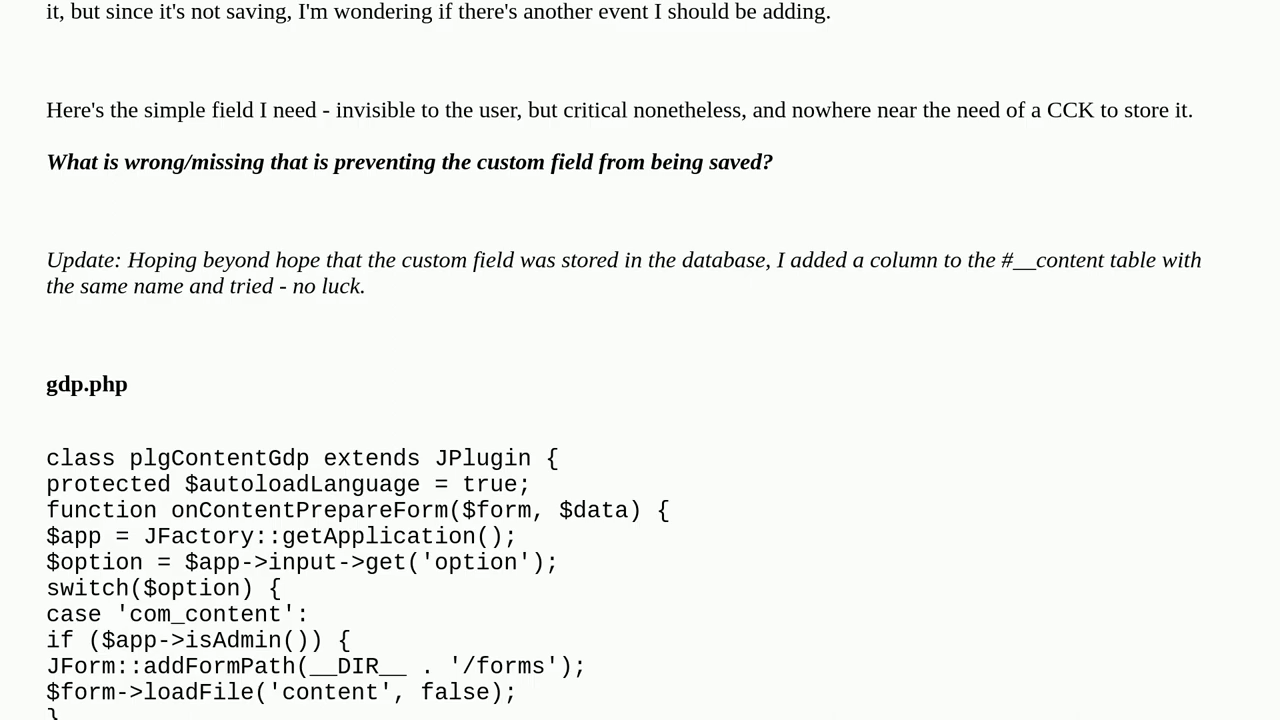 it, but since it's not saving, I'm wondering if there's another event I should be adding.
Here's the simple field I need - invisible to the user, but critical nonetheless, and nowhere near the need of a CCK to store it.
What is wrong/missing that is preventing the custom field from being saved?
Update: Hoping beyond hope that the custom field was stored in the database, I added a column to the #__content table with
the same name and tried - no luck.
gdp.php
class plgContentGdp extends JPlugin {
protected $autoloadLanguage = true;
function onContentPrepareForm($form, $data) {
$app = JFactory::getApplication();
$option = $app->input->get('option');
switch($option) {
case 'com_content':
if ($app->isAdmin()) {
JForm::addFormPath(__DIR__ . '/forms');
$form->loadFile('content', false);
}